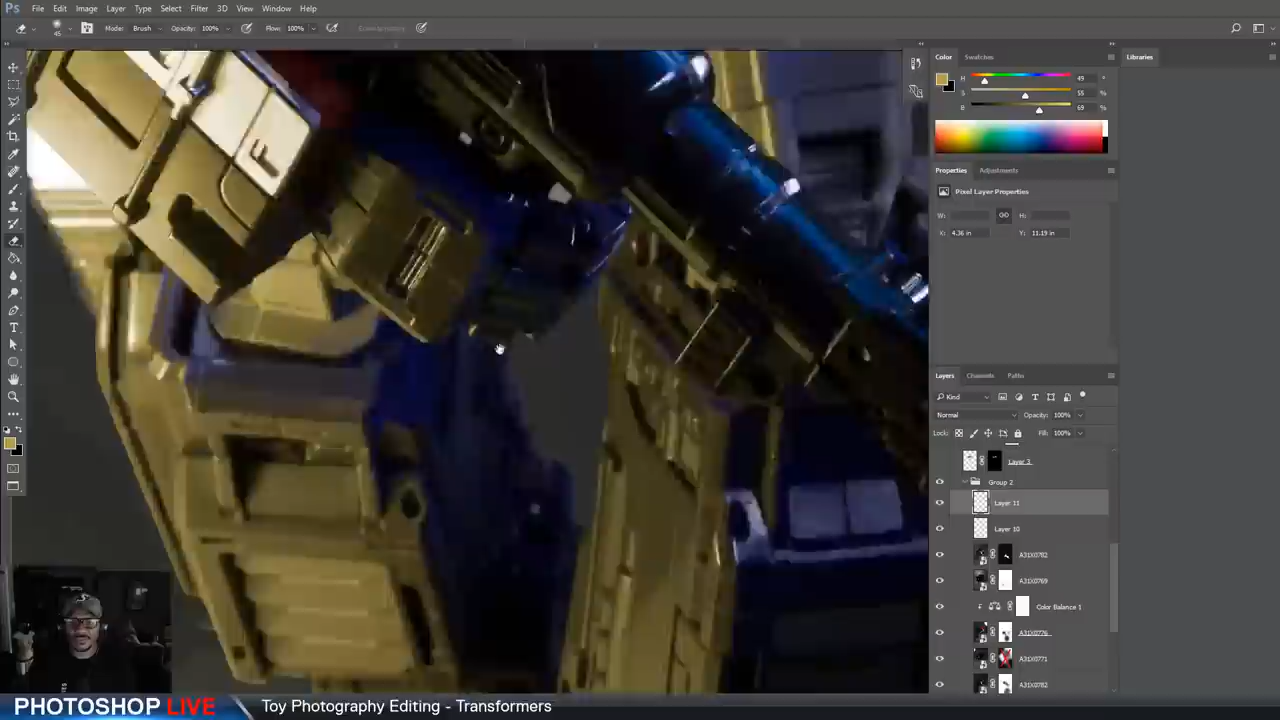 Ps File Edit Image Layer Type Select Filter 3D View Window Help
45 Mode: Brush Opacity: 100% Flow: 100%
Color Swatches
Libraries
H 49 °
S 55 %
B 69 %
F
Properties Adjustments
Pixel Layer Properties
W: H:
X: 4.36 in Y: 11.19 in
Layers Channels Paths
Kind
Normal Opacity: 100%
Lock: Fill: 100%
Layer 3
Group 2
Layer 11
Layer 10
A31X0782
A31X0769
Color Balance 1
A31X0776
A31X0771
A31X0782
PHOTOSHOP LIVE Toy Photography Editing - Transformers